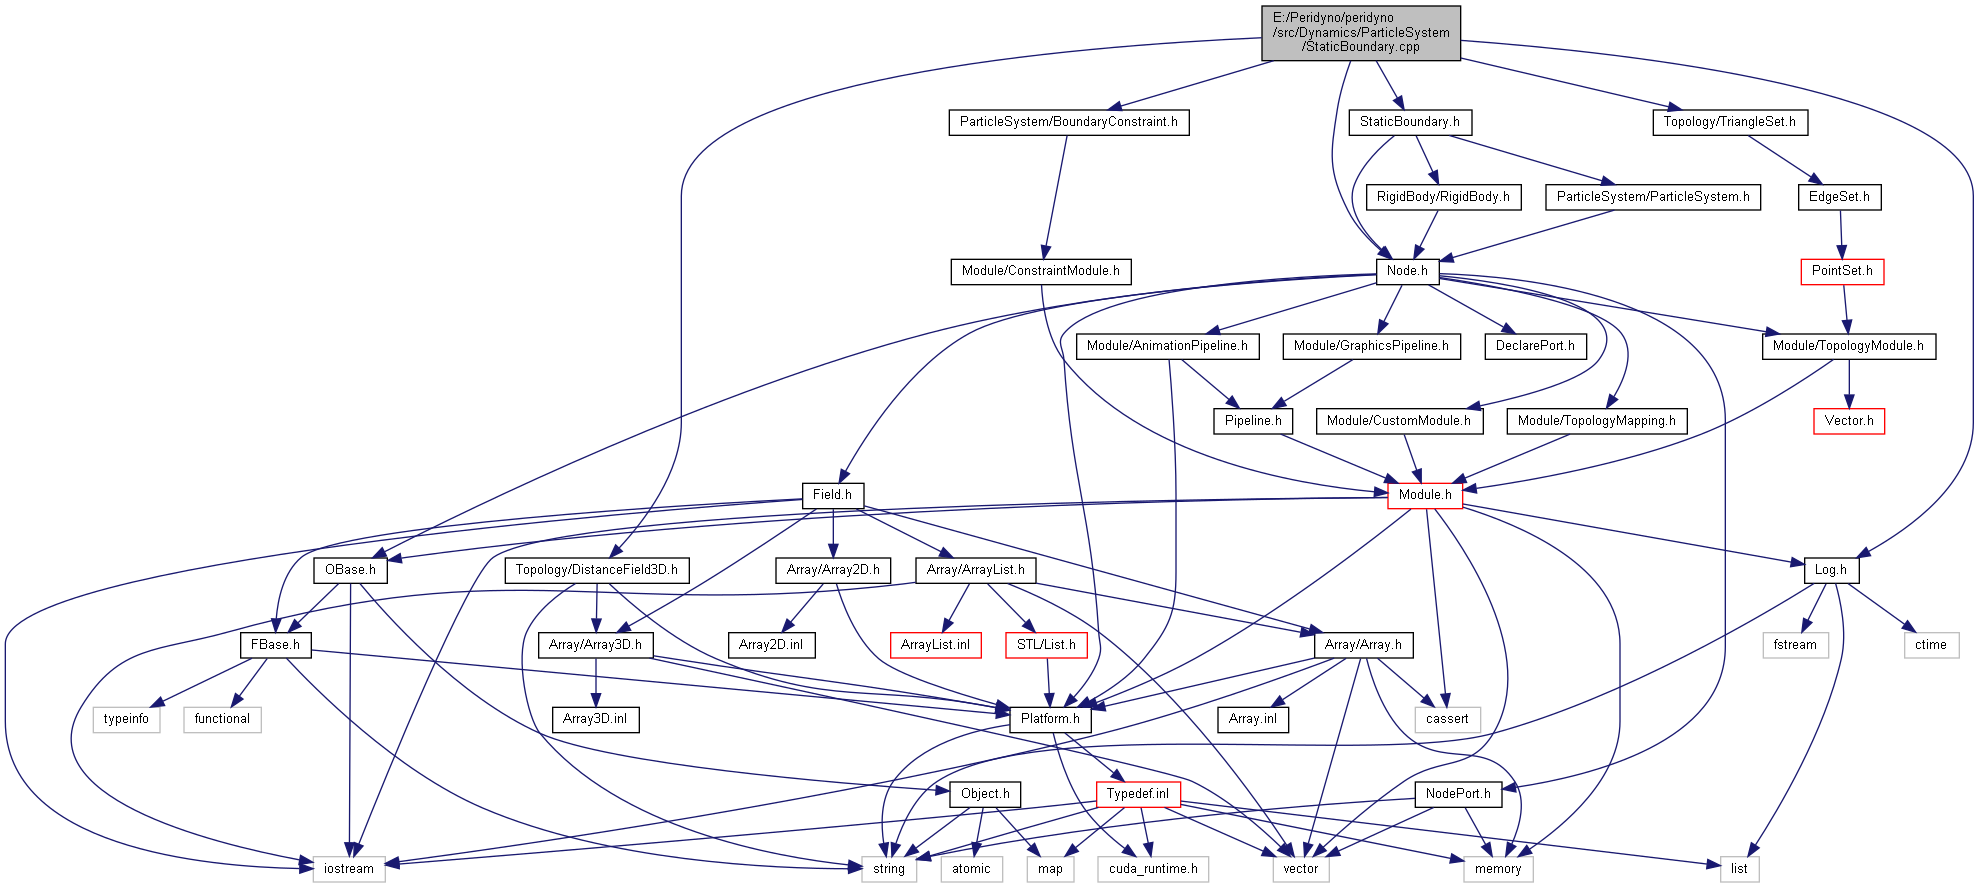 E:/Peridyno/peridyno
/src/Dynamics/ParticleSystem
/StaticBoundary.cpp
ParticleSystem/BoundaryConstraint.h
StaticBoundary.h
Topology/TriangleSet.h
RigidBody/RigidBody.h
ParticleSystem/ParticleSystem.h
EdgeSet.h
Module/ConstraintModule.h
Node.h
PointSet.h
Module/AnimationPipeline.h
Module/GraphicsPipeline.h
DeclarePort.h
Module/TopologyModule.h
Pipeline.h
Module/CustomModule.h
Module/TopologyMapping.h
Vector.h
Field.h
Module.h
OBase.h
Topology/DistanceField3D.h
Array/Array2D.h
Array/ArrayList.h
Log.h
FBase.h
Array/Array3D.h
Array2D.inl
ArrayList.inl
STL/List.h
Array/Array.h
fstream
ctime
typeinfo
functional
Array3D.inl
Platform.h
Array.inl
cassert
Object.h
Typedef.inl
NodePort.h
iostream
string
atomic
map
cuda_runtime.h
vector
memory
list